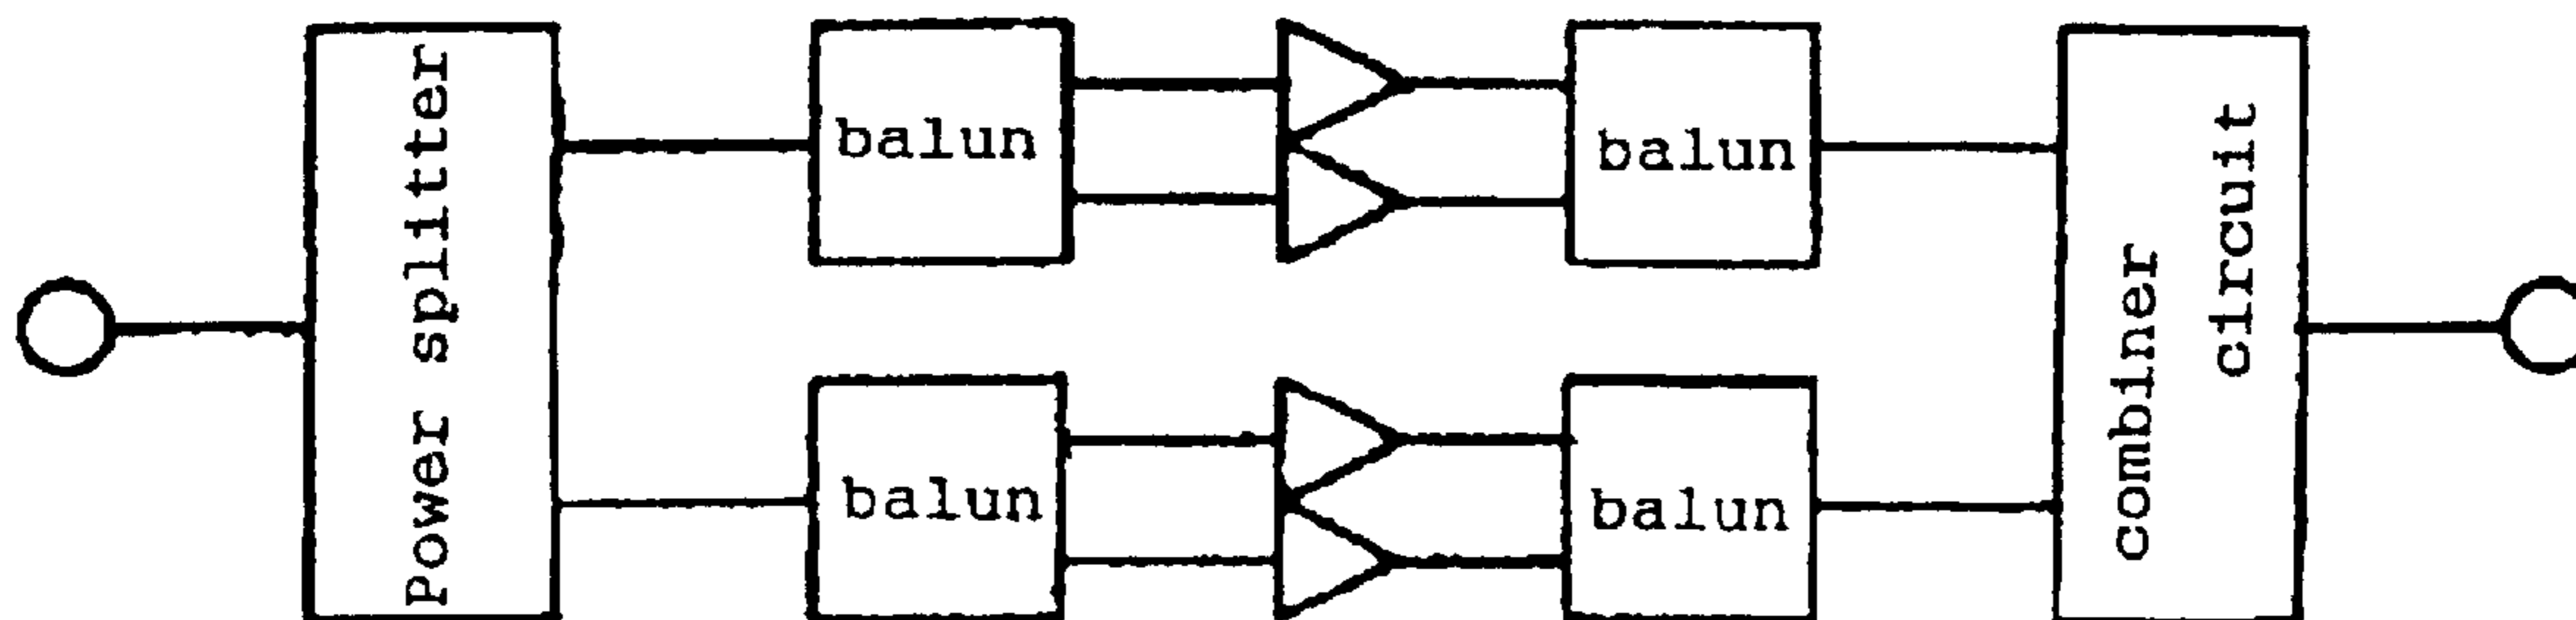 Power splitter
balun
balun
balun
balun
combiner
circuit